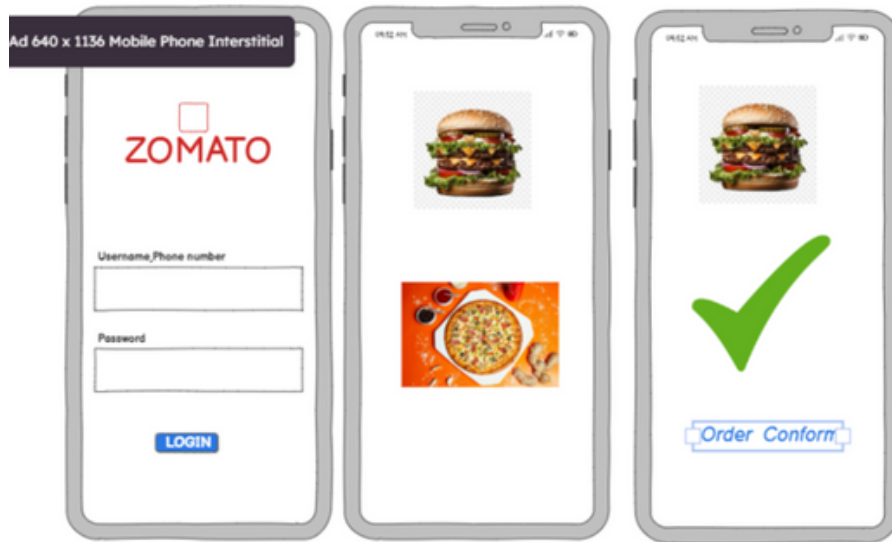 Ad 640 x 1136 Mobile Phone Interstitial
ZOMATO
Username,Phone number
Password
LOGIN
Order Conform